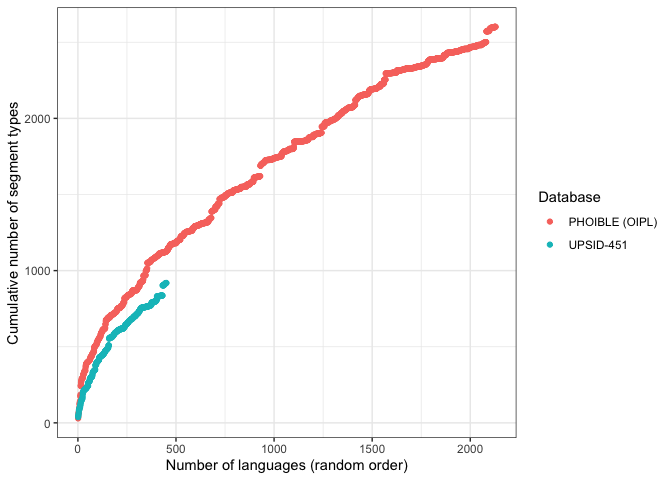 Cumulative number of segment types
2000
1000
0
0 500 1000 1500 2000
Number of languages (random order)
Database
PHOIBLE (OIPL)
UPSID-451